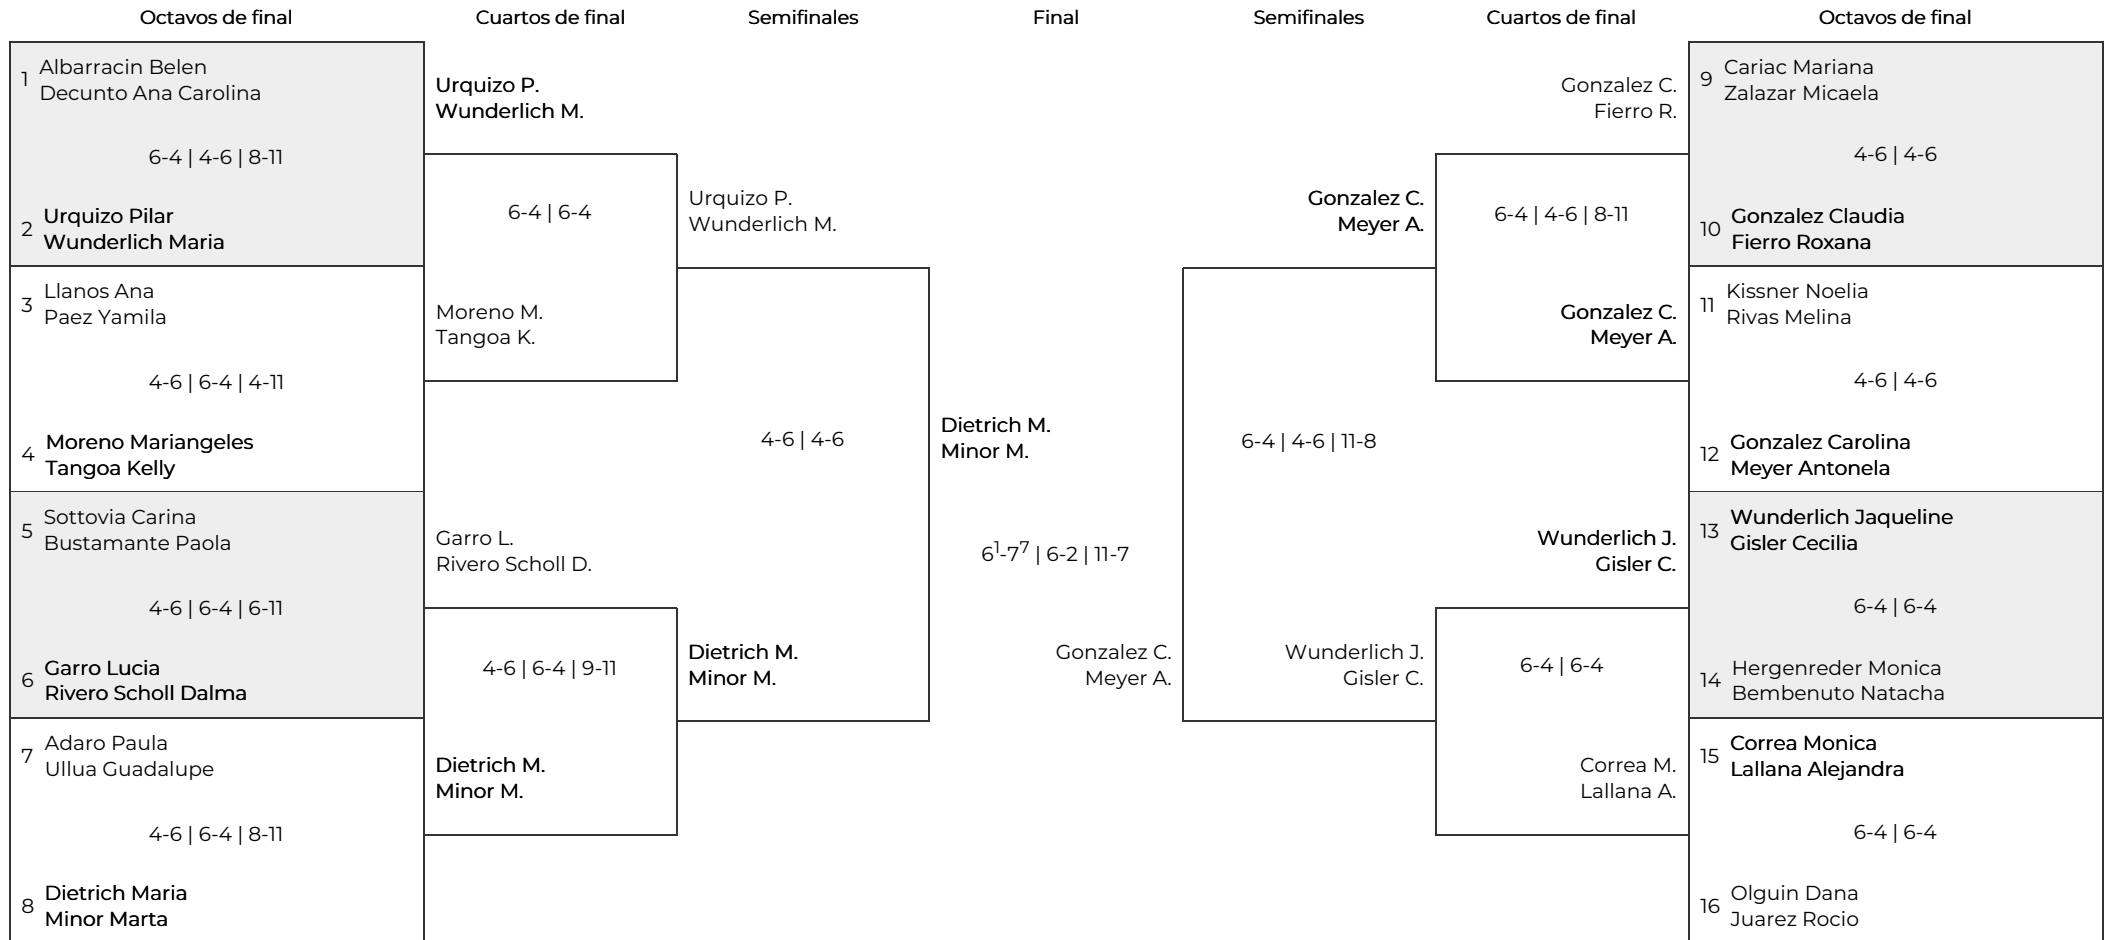 Octavos de final
Cuartos de final
Semifinales
Final
Semifinales
Cuartos de final
Octavos de final
1
Albarracin Belen
Decunto Ana Carolina
6-4 | 4-6 | 8-11
2
Urquizo Pilar
Wunderlich Maria
3
Llanos Ana
Paez Yamila
4-6 | 6-4 | 4-11
4
Moreno Mariangeles
Tangoa Kelly
5
Sottovia Carina
Bustamante Paola
4-6 | 6-4 | 6-11
6
Garro Lucia
Rivero Scholl Dalma
7
Adaro Paula
Ullua Guadalupe
4-6 | 6-4 | 8-11
8
Dietrich Maria
Minor Marta
Urquizo P.
Wunderlich M.
6-4 | 6-4
Moreno M.
Tangoa K.
Garro L.
Rivero Scholl D.
4-6 | 6-4 | 9-11
Dietrich M.
Minor M.
Urquizo P.
Wunderlich M.
4-6 | 4-6
Dietrich M.
Minor M.
Dietrich M.
Minor M.
6¹-7⁷ | 6-2 | 11-7
Gonzalez C.
Meyer A.
Gonzalez C.
Meyer A.
6-4 | 4-6 | 11-8
Wunderlich J.
Gisler C.
Gonzalez C.
Fierro R.
6-4 | 4-6 | 8-11
Gonzalez C.
Meyer A.
Wunderlich J.
Gisler C.
6-4 | 6-4
Correa M.
Lallana A.
9
Cariac Mariana
Zalazar Micaela
4-6 | 4-6
10
Gonzalez Claudia
Fierro Roxana
11
Kissner Noelia
Rivas Melina
4-6 | 4-6
12
Gonzalez Carolina
Meyer Antonela
13
Wunderlich Jaqueline
Gisler Cecilia
6-4 | 6-4
14
Hergenreder Monica
Bembenuto Natacha
15
Correa Monica
Lallana Alejandra
6-4 | 6-4
16
Olguin Dana
Juarez Rocio